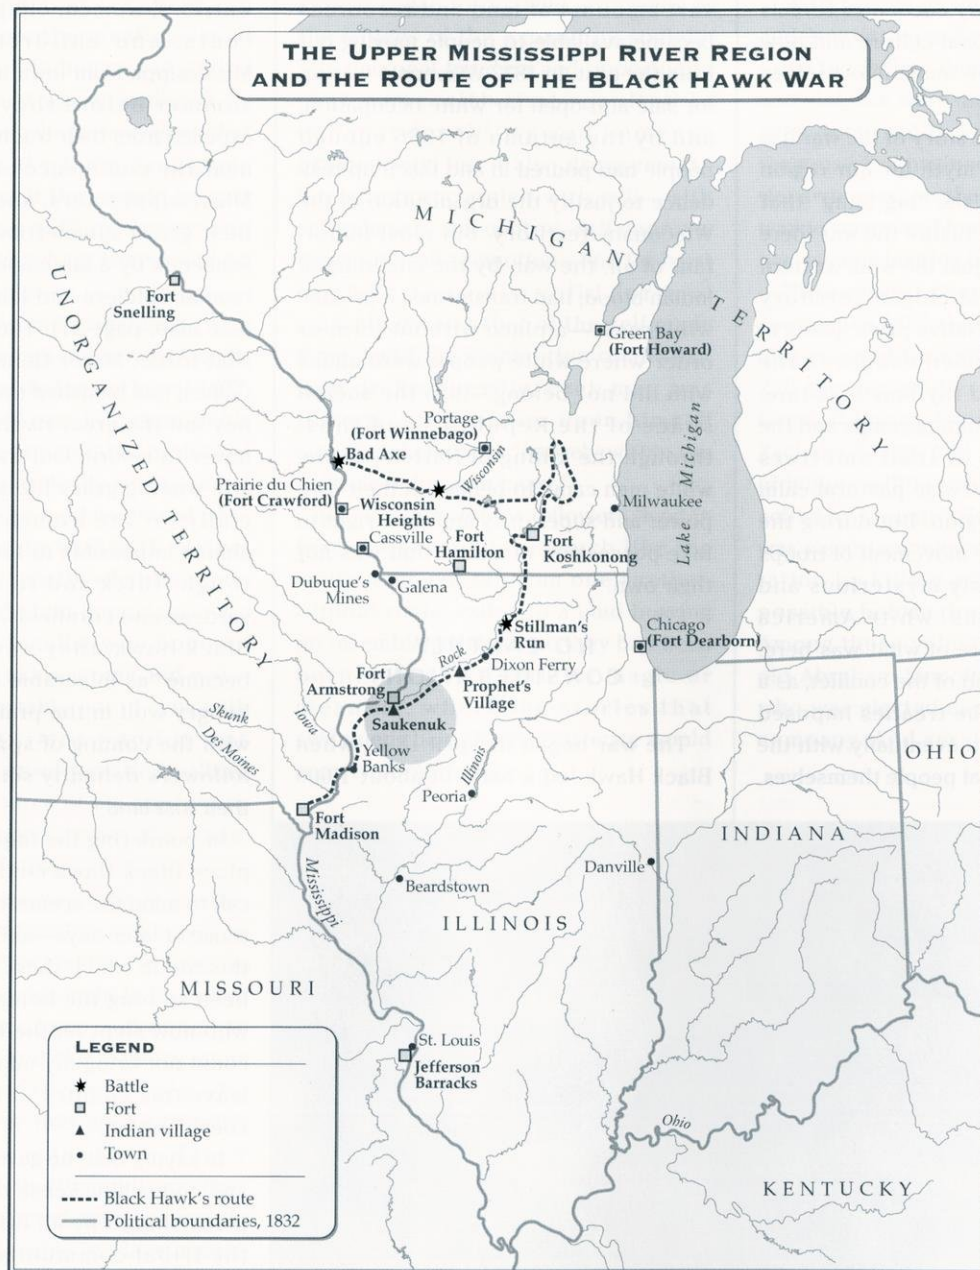 THE UPPER MISSISSIPPI RIVER REGION
AND THE ROUTE OF THE BLACK HAWK WAR
MICHIGAN
TERRITORY
UNORGANIZED TERRITORY
Fort
Snelling
Green Bay
(Fort Howard)
Portage
(Fort Winnebago)
Bad Axe
Wisconsin
Prairie du Chien
(Fort Crawford)
Wisconsin
Heights
Cassville
Fort
Hamilton
Fort
Koshkonong
Milwaukee
Lake Michigan
Dubuque's
Mines
Galena
Stillman's
Run
Chicago
(Fort Dearborn)
Rock
Dixon Ferry
Fort
Armstrong
Prophet's
Village
Saukenuk
Skunk
Des Moines
Iowa
Yellow
Banks
Illinois
Peoria
OHIO
Fort
Madison
INDIANA
Mississippi
Danville
Beardstown
ILLINOIS
MISSOURI
St. Louis
Jefferson
Barracks
Ohio
KENTUCKY
LEGEND
Battle
Fort
Indian village
Town
Black Hawk's route
Political boundaries, 1832